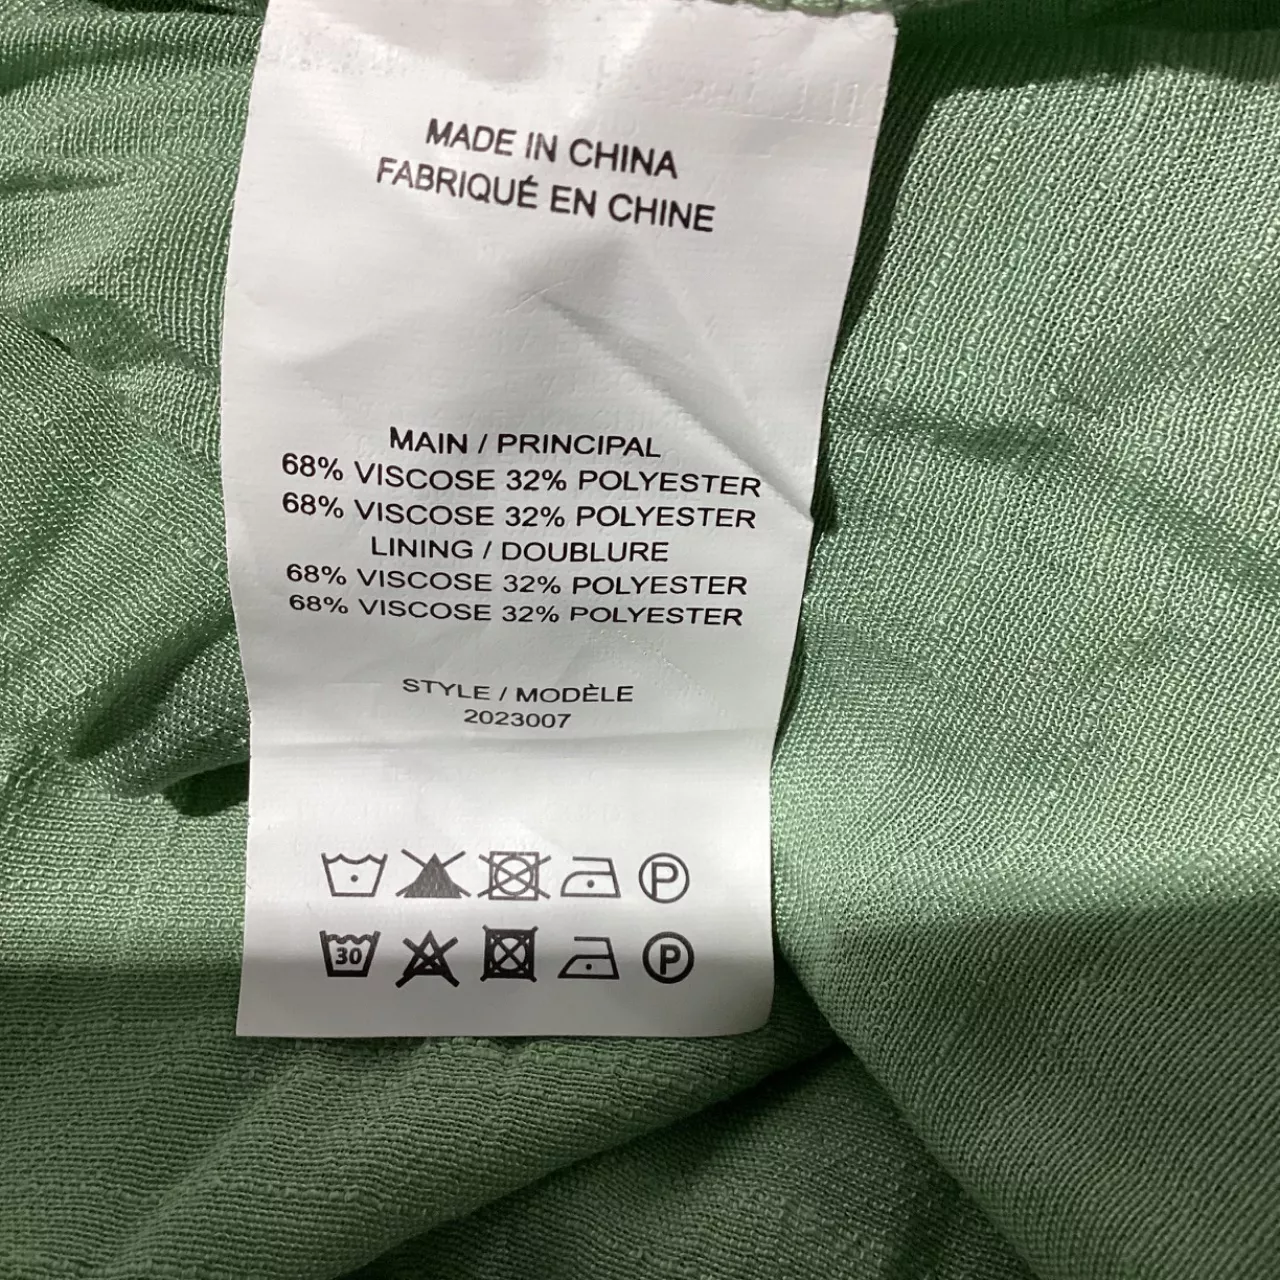 MADE IN CHINA
FABRIQUÉ EN CHINE
MAIN / PRINCIPAL
68% VISCOSE 32% POLYESTER
68% VISCOSE 32% POLYESTER
LINING / DOUBLURE
68% VISCOSE 32% POLYESTER
68% VISCOSE 32% POLYESTER
STYLE / MODÈLE
2023007
P
30 P